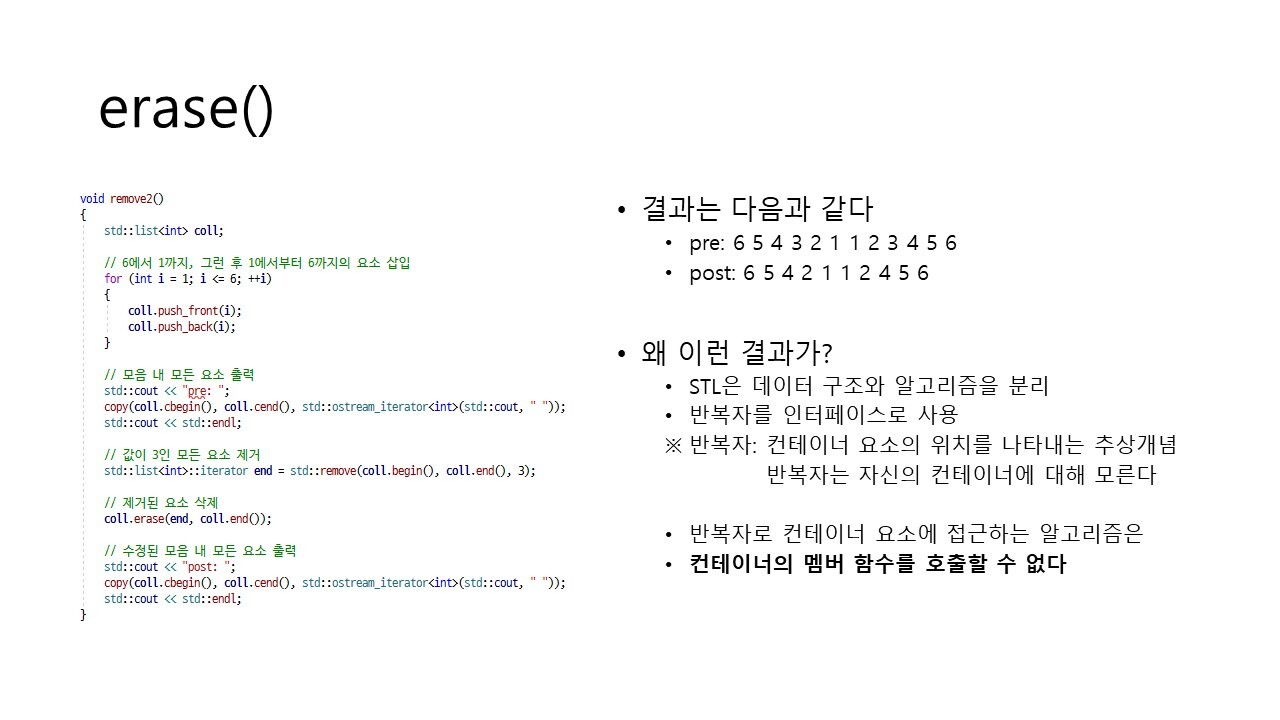 erase()
void remove2()
{
std::list<int> coll;
// 6에서 1까지, 그런 후 1에서부터 6까지의 요소 삽입
for (int i = 1; i <= 6; ++i)
{
coll.push_front(i);
coll.push_back(i);
}
// 모음 내 모든 요소 출력
std::cout << "pre: ";
copy(coll.cbegin(), coll.cend(), std::ostream_iterator<int>(std::cout, " "));
std::cout << std::endl;
// 값이 3인 모든 요소 제거
std::list<int>::iterator end = std::remove(coll.begin(), coll.end(), 3);
// 제거된 요소 삭제
coll.erase(end, coll.end());
// 수정된 모음 내 모든 요소 출력
std::cout << "post: ";
copy(coll.cbegin(), coll.cend(), std::ostream_iterator<int>(std::cout, " "));
std::cout << std::endl;
}
• 결과는 다음과 같다
• pre: 6 5 4 3 2 1 1 2 3 4 5 6
• post: 6 5 4 2 1 1 2 4 5 6
• 왜 이런 결과가?
• STL은 데이터 구조와 알고리즘을 분리
• 반복자를 인터페이스로 사용
※ 반복자: 컨테이너 요소의 위치를 나타내는 추상개념
반복자는 자신의 컨테이너에 대해 모른다
• 반복자로 컨테이너 요소에 접근하는 알고리즘은
• 컨테이너의 멤버 함수를 호출할 수 없다